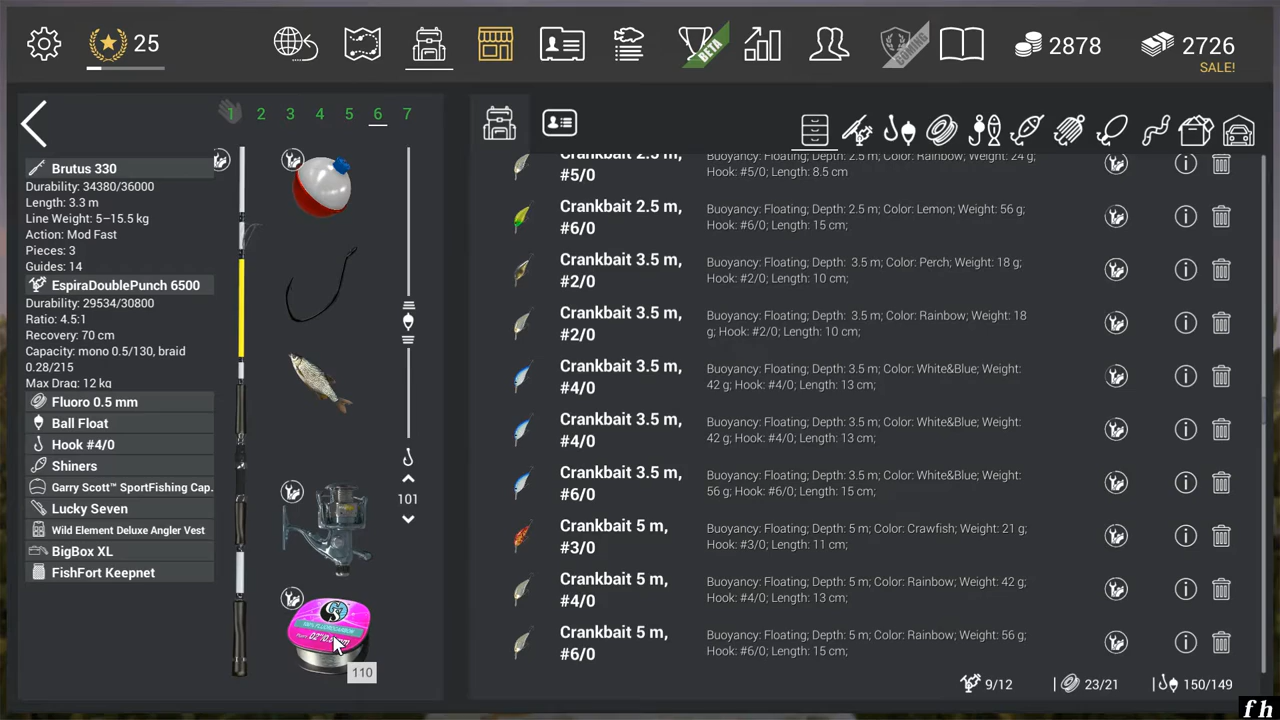 25
BETA
COMING
2878
2726
SALE!
1 2 3 4 5 6 7
Brutus 330
Durability: 34380/36000
Length: 3.3 m
Line Weight: 5–15.5 kg
Action: Mod Fast
Pieces: 3
Guides: 14
EspiraDoublePunch 6500
Durability: 29534/30800
Ratio: 4.5:1
Recovery: 70 cm
Capacity: mono 0.5/130, braid
0.28/215
Max Drag: 12 kg
Fluoro 0.5 mm
Ball Float
Hook #4/0
Shiners
Garry Scott™ SportFishing Cap.
Lucky Seven
Wild Element Deluxe Angler Vest
BigBox XL
FishFort Keepnet
101
110
Crankbait 2.5 m,
#5/0
Buoyancy: Floating; Depth: 2.5 m; Color: Rainbow; Weight: 24 g;
Hook: #5/0; Length: 8.5 cm
Crankbait 2.5 m,
#6/0
Buoyancy: Floating; Depth: 2.5 m; Color: Lemon; Weight: 56 g;
Hook: #6/0; Length: 15 cm;
Crankbait 3.5 m,
#2/0
Buoyancy: Floating; Depth: 3.5 m; Color: Perch; Weight: 18 g;
Hook: #2/0; Length: 10 cm;
Crankbait 3.5 m,
#2/0
Buoyancy: Floating; Depth: 3.5 m; Color: Rainbow; Weight: 18
g; Hook: #2/0; Length: 10 cm;
Crankbait 3.5 m,
#4/0
Buoyancy: Floating; Depth: 3.5 m; Color: White&Blue; Weight:
42 g; Hook: #4/0; Length: 13 cm;
Crankbait 3.5 m,
#4/0
Buoyancy: Floating; Depth: 3.5 m; Color: White&Blue; Weight:
42 g; Hook: #4/0; Length: 13 cm;
Crankbait 3.5 m,
#6/0
Buoyancy: Floating; Depth: 3.5 m; Color: White&Blue; Weight:
56 g; Hook: #6/0; Length: 15 cm;
Crankbait 5 m,
#3/0
Buoyancy: Floating; Depth: 5 m; Color: Crawfish; Weight: 21 g;
Hook: #3/0; Length: 11 cm;
Crankbait 5 m,
#4/0
Buoyancy: Floating; Depth: 5 m; Color: Rainbow; Weight: 42 g;
Hook: #4/0; Length: 13 cm;
Crankbait 5 m,
#6/0
Buoyancy: Floating; Depth: 5 m; Color: Rainbow; Weight: 56 g;
Hook: #6/0; Length: 15 cm;
9/12
23/21
150/149
fh